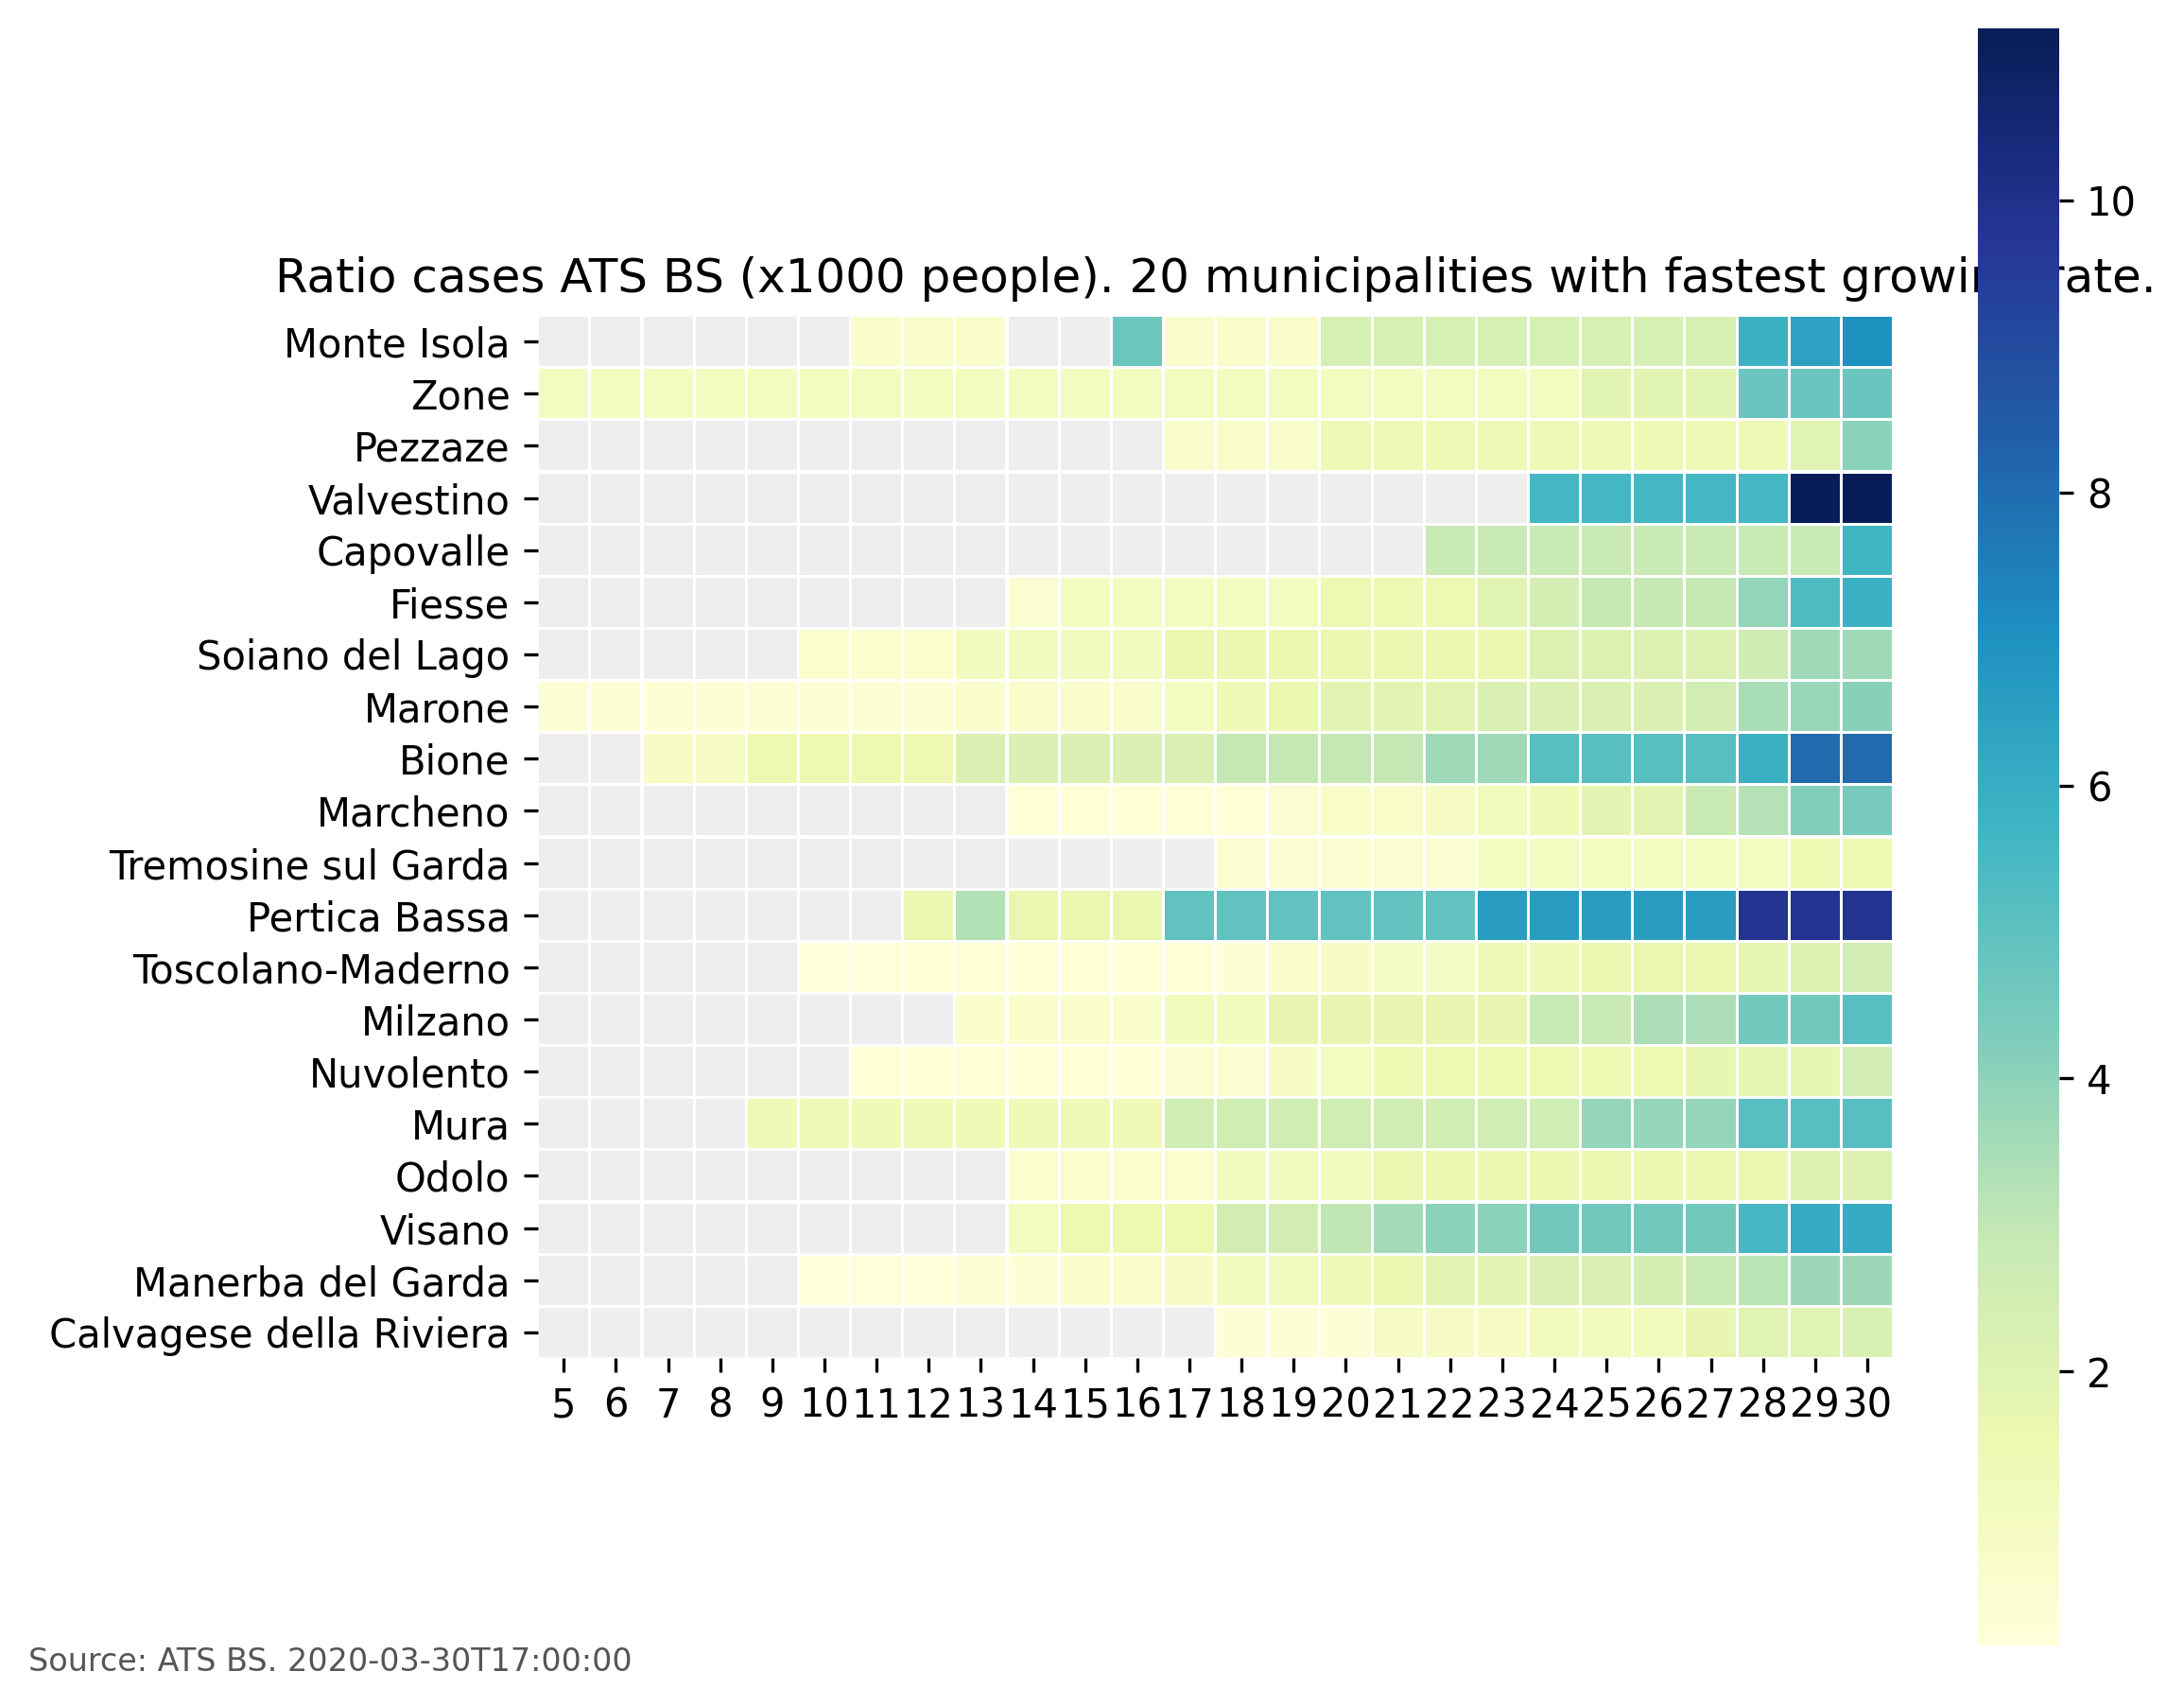 Ratio cases ATS BS (x1000 people). 20 municipalities with fastest growin rate.
Monte Isola
Zone
Pezzaze
Valvestino
Capovalle
Fiesse
Soiano del Lago
Marone
Bione
Marcheno
Tremosine sul Garda
Pertica Bassa
Toscolano-Maderno
Milzano
Nuvolento
Mura
Odolo
Visano
Manerba del Garda
Calvagese della Riviera
5 6 7 8 9 10 11 12 13 14 15 16 17 18 19 20 21 22 23 24 25 26 27 28 29 30
10
8
6
4
2
Source: ATS BS. 2020-03-30T17:00:00